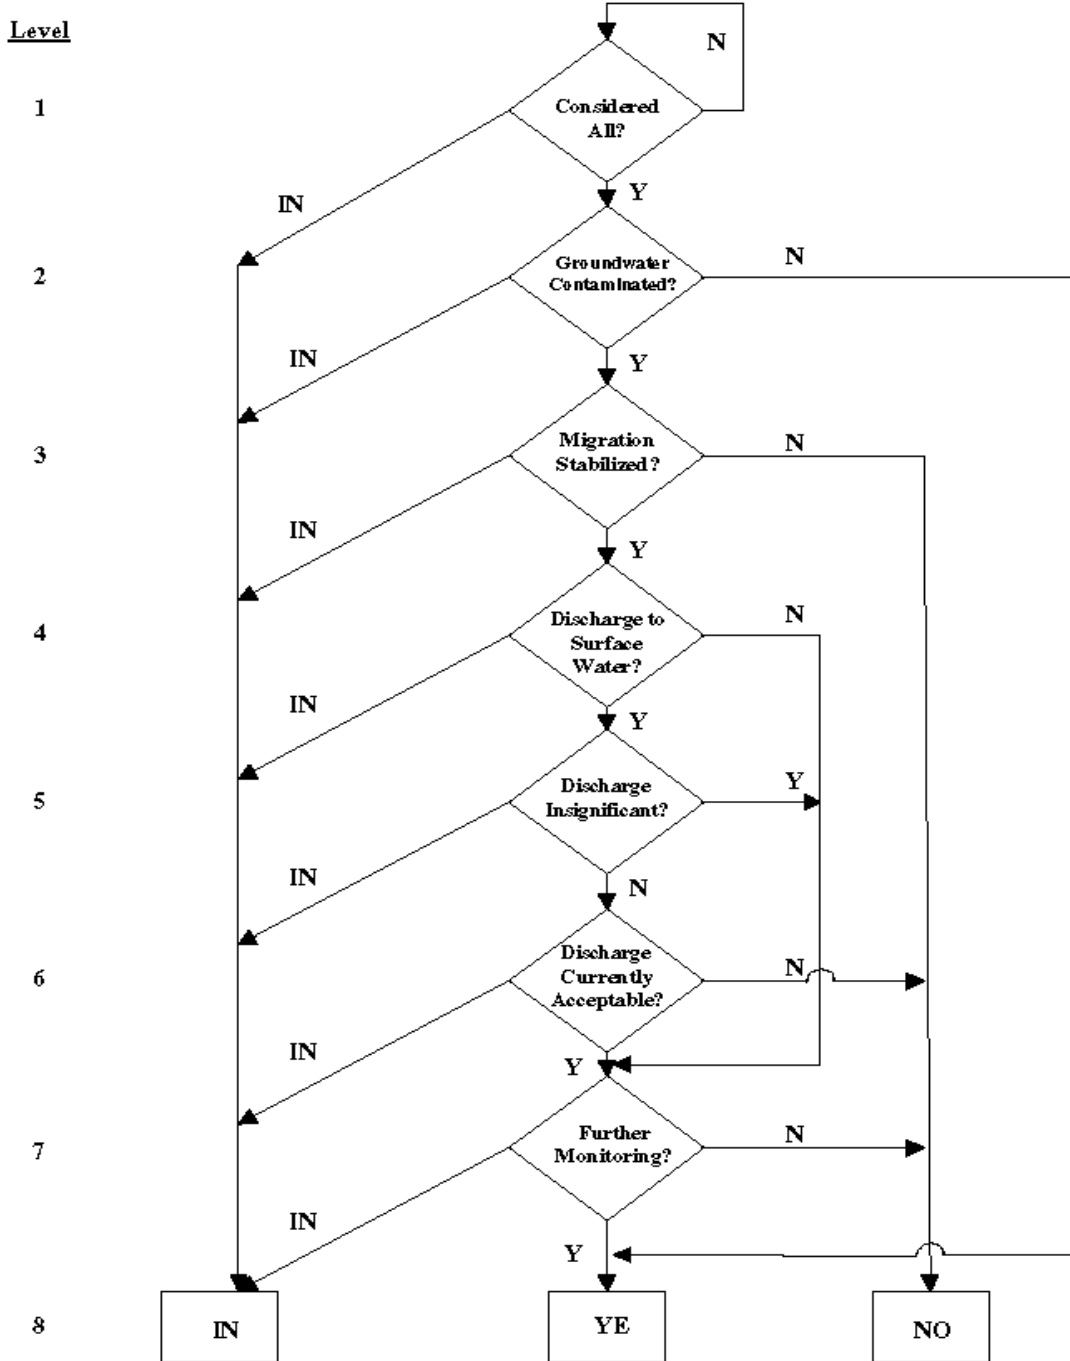 Level
N
1
Considered
All?
IN
Y
2
Groundwater
Contaminated?
N
IN
Y
3
Migration
Stabilized?
N
IN
Y
4
Discharge to
Surface
Water?
N
IN
Y
5
Discharge
Insignificant?
Y
IN
N
6
Discharge
Currently
Acceptable?
N
IN
Y
7
Further
Monitoring?
N
IN
Y
8
IN
YE
NO